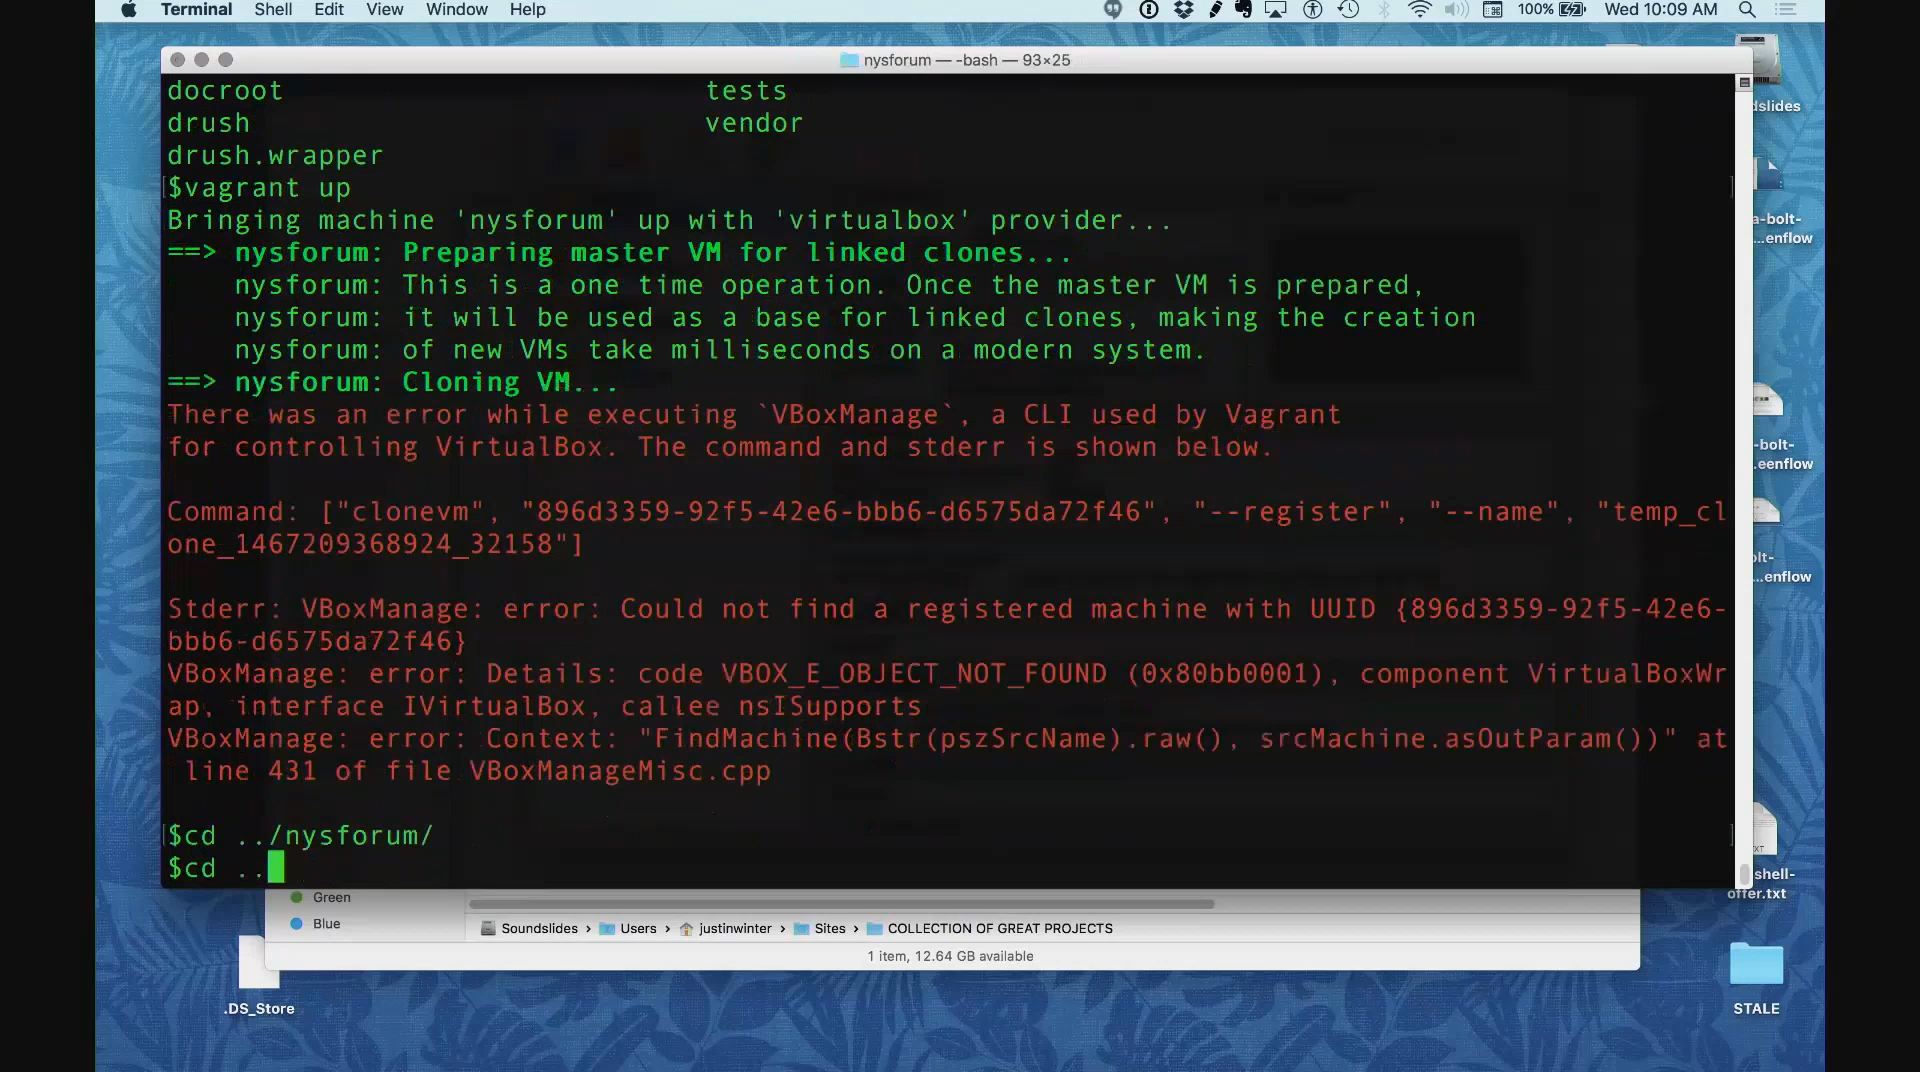 Terminal Shell Edit View Window Help 100% Wed 10:09 AM
nysforum — -bash — 93×25
docroot tests
drush vendor
drush.wrapper
$vagrant up
Bringing machine 'nysforum' up with 'virtualbox' provider...
==> nysforum: Preparing master VM for linked clones...
nysforum: This is a one time operation. Once the master VM is prepared,
nysforum: it will be used as a base for linked clones, making the creation
nysforum: of new VMs take milliseconds on a modern system.
==> nysforum: Cloning VM...
There was an error while executing `VBoxManage`, a CLI used by Vagrant
for controlling VirtualBox. The command and stderr is shown below.
Command: ["clonevm", "896d3359-92f5-42e6-bbb6-d6575da72f46", "--register", "--name", "temp_cl
one_1467209368924_32158"]
Stderr: VBoxManage: error: Could not find a registered machine with UUID {896d3359-92f5-42e6-
bbb6-d6575da72f46}
VBoxManage: error: Details: code VBOX_E_OBJECT_NOT_FOUND (0x80bb0001), component VirtualBoxWr
ap, interface IVirtualBox, callee nsISupports
VBoxManage: error: Context: "FindMachine(Bstr(pszSrcName).raw(), srcMachine.asOutParam())" at
line 431 of file VBoxManageMisc.cpp
$cd ../nysforum/
$cd ..
dslides
a-bolt-
...enflow
-bolt-
.eenflow
lt-
...enflow
TXT
shell-
offer.txt
STALE
Green
Blue
Soundslides › Users › justinwinter › Sites › COLLECTION OF GREAT PROJECTS
1 item, 12.64 GB available
.DS_Store